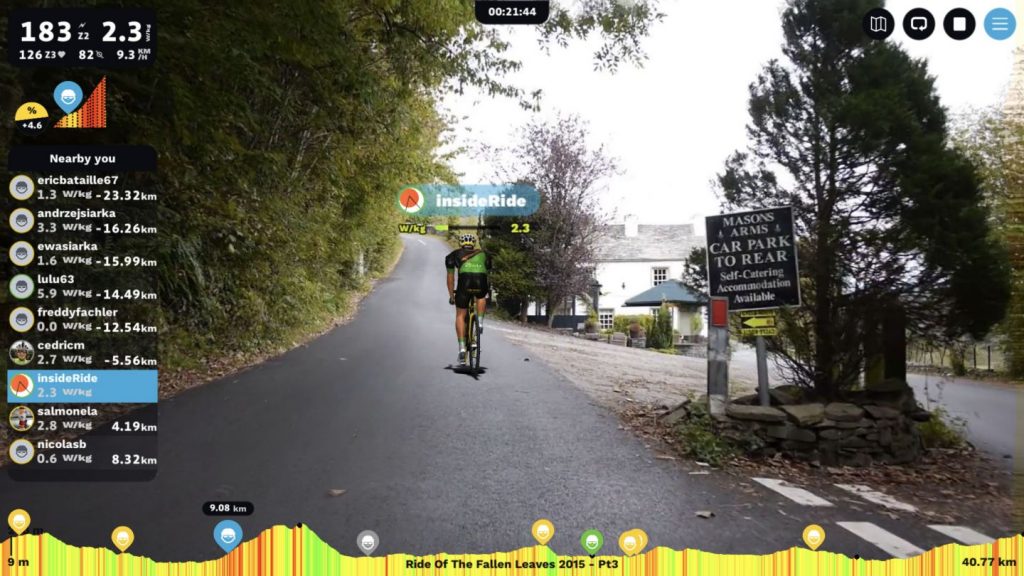 183 Z2 2.3 W/kg
126 Z3 82 9.3 KM/H
00:21:44
%
+4.6
Nearby you
ericbataille67
1.3 W/kg -23.32km
andrzejsiarka
3.3 W/kg -16.26km
ewasiarka
1.6 W/kg -15.99km
lulu63
5.9 W/kg -14.49km
freddyfachler
0.0 W/kg -12.54km
cedricm
2.7 W/kg -5.56km
insideRide
2.3 W/kg
salmonela
2.8 W/kg 4.19km
nicolasb
0.6 W/kg 8.32km
insideRide
W/kg 2.3
MASONS
ARMS
CAR PARK
TO REAR
Self-Catering
Accommodation
Available
9.08 km
9 m
Ride Of The Fallen Leaves 2015 - Pt3
40.77 km